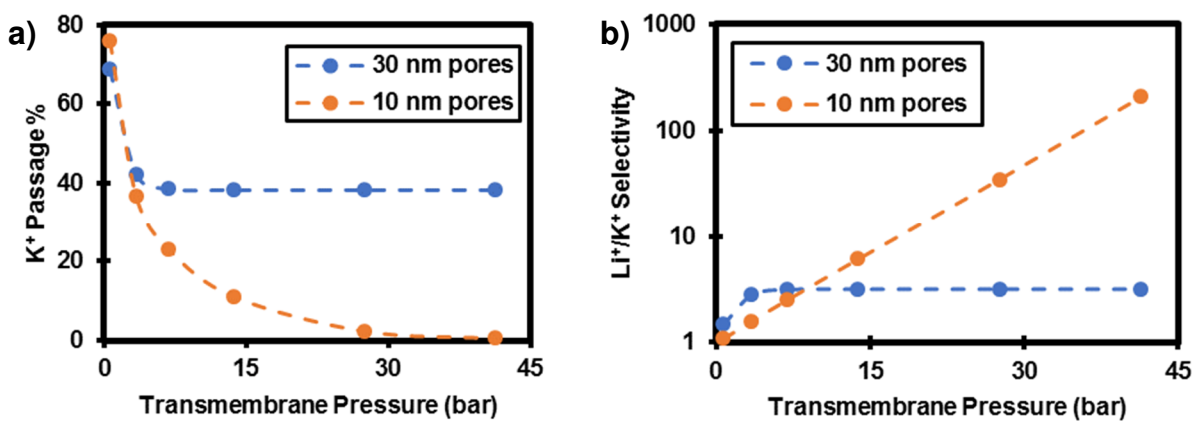 a)
80
60
40
20
0
K⁺ Passage%
30 nm pores
10 nm pores
0 15 30 45
Transmembrane Pressure (bar)
b)
1000
100
10
1
Li⁺/K⁺ Selectivity
30 nm pores
10 nm pores
0 15 30 45
Transmembrane Pressure (bar)